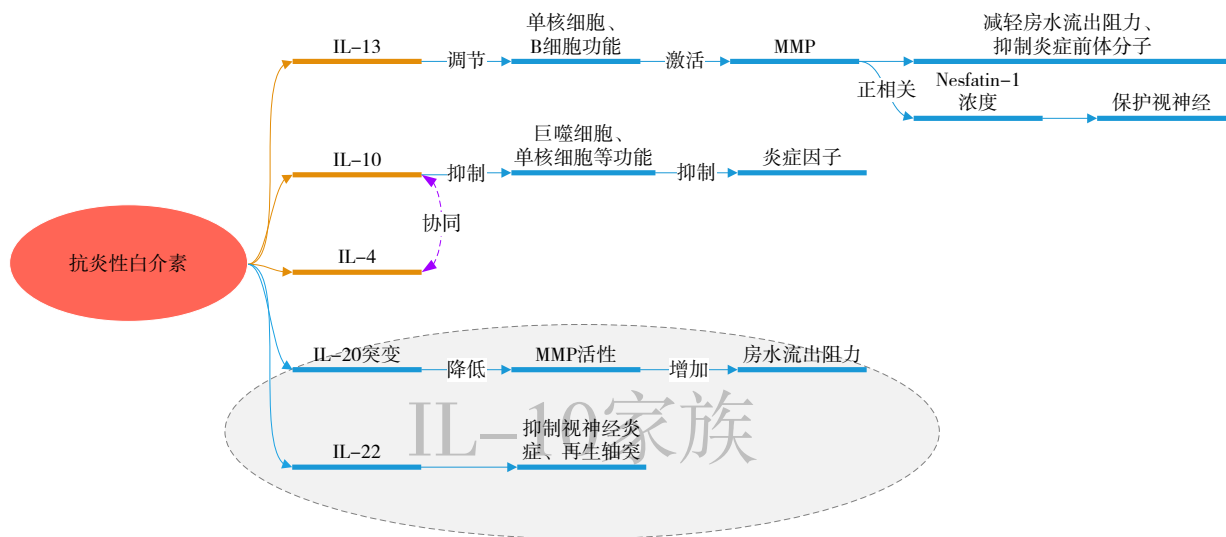 单核细胞、
B细胞功能
减轻房水流出阻力、
抑制炎症前体分子
IL-13
调节
激活
MMP
正相关
Nesfatin-1
浓度
保护视神经
巨噬细胞、
单核细胞等功能
IL-10
抑制
抑制
炎症因子
协同
抗炎性白介素
IL-4
IL-20突变
降低
MMP活性
增加
房水流出阻力
IL-10家族
IL-22
抑制视神经炎
症、再生轴突